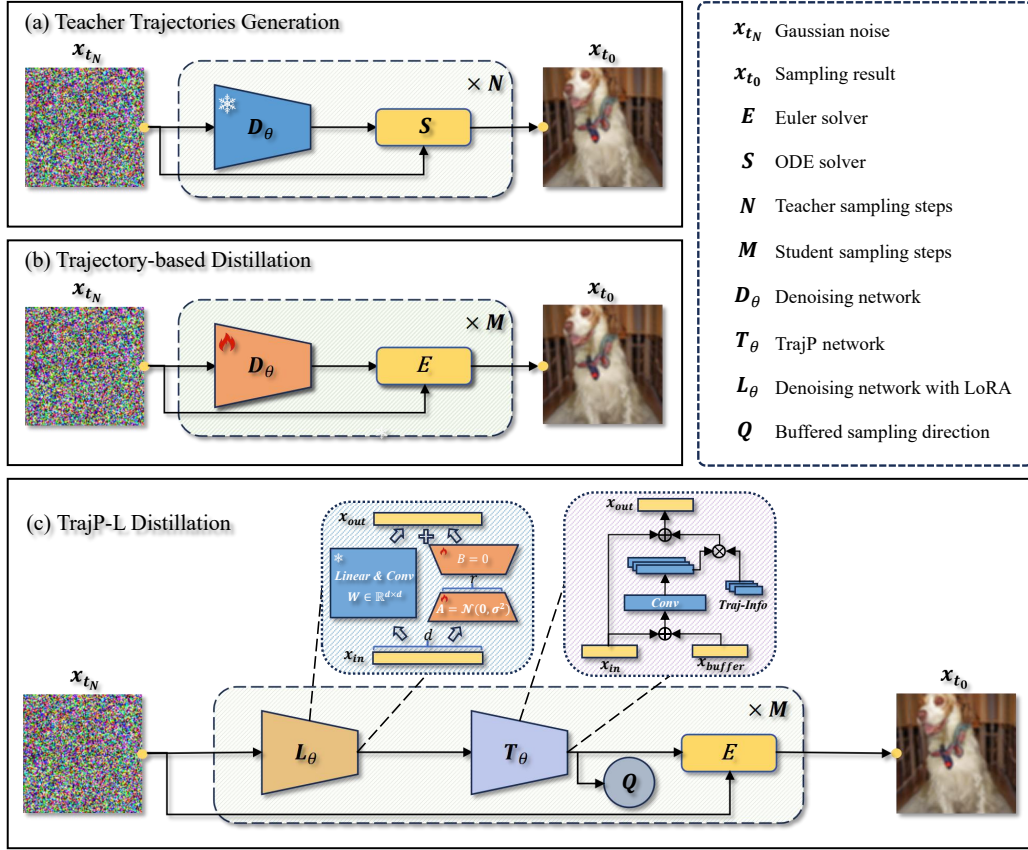 (a) Teacher Trajectories Generation
x_{t_N}
x_{t_0}
× N
D_θ
S
(b) Trajectory-based Distillation
x_{t_N}
x_{t_0}
× M
D_θ
E
x_{t_N} Gaussian noise
x_{t_0} Sampling result
E Euler solver
S ODE solver
N Teacher sampling steps
M Student sampling steps
D_θ Denoising network
T_θ TrajP network
L_θ Denoising network with LoRA
Q Buffered sampling direction
(c) TrajP-L Distillation
x_{out}
+
Linear & Conv
W ∈ ℝ^{d×d}
B = 0
r
A = 𝒩(0, σ²)
d
x_{in}
x_{out}
⊕
⊗
Traj-Info
Conv
⊕
x_{in}
x_{buffer}
x_{t_N}
x_{t_0}
× M
L_θ
T_θ
Q
E